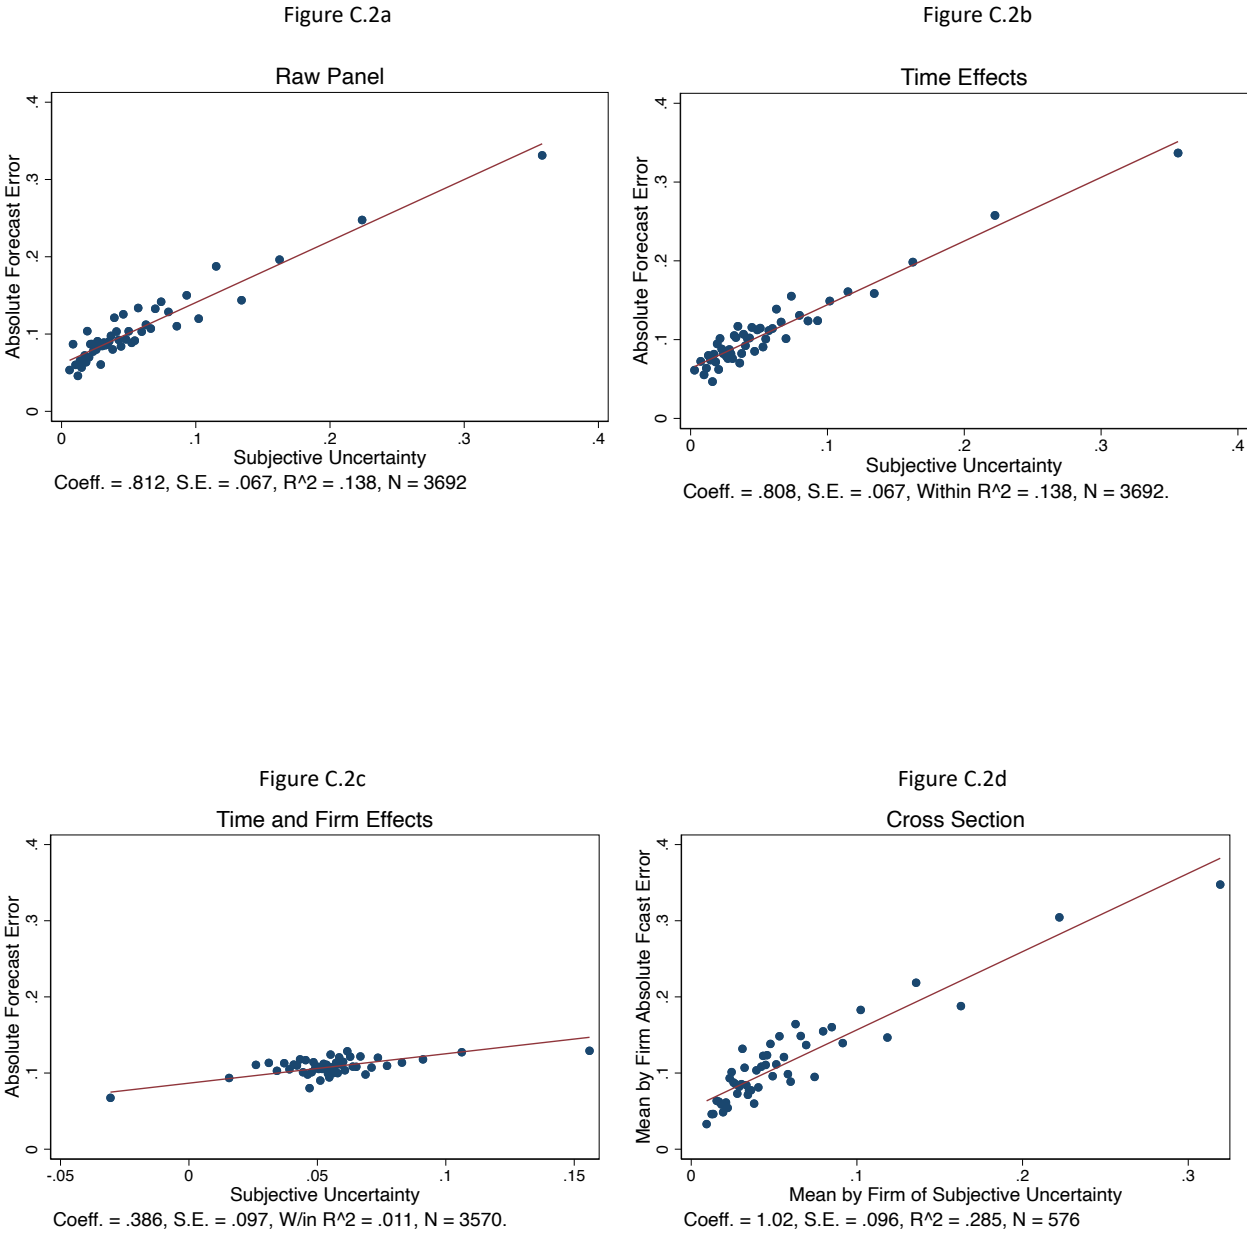 Figure C.2a
Raw Panel
Absolute Forecast Error
.4
.3
.2
.1
0
0 .1 .2 .3 .4
Subjective Uncertainty
Coeff. = .812, S.E. = .067, R^2 = .138, N = 3692
Figure C.2b
Time Effects
Absolute Forecast Error
.4
.3
.2
.1
0
0 .1 .2 .3 .4
Subjective Uncertainty
Coeff. = .808, S.E. = .067, Within R^2 = .138, N = 3692.
Figure C.2c
Time and Firm Effects
Absolute Forecast Error
.4
.3
.2
.1
0
-.05 0 .05 .1 .15
Subjective Uncertainty
Coeff. = .386, S.E. = .097, W/in R^2 = .011, N = 3570.
Figure C.2d
Cross Section
Mean by Firm Absolute Fcast Error
.4
.3
.2
.1
0
0 .1 .2 .3
Mean by Firm of Subjective Uncertainty
Coeff. = 1.02, S.E. = .096, R^2 = .285, N = 576